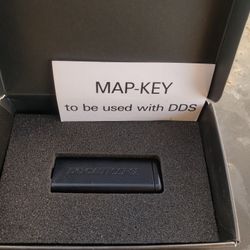 MAP-KEY
to be used with DDS